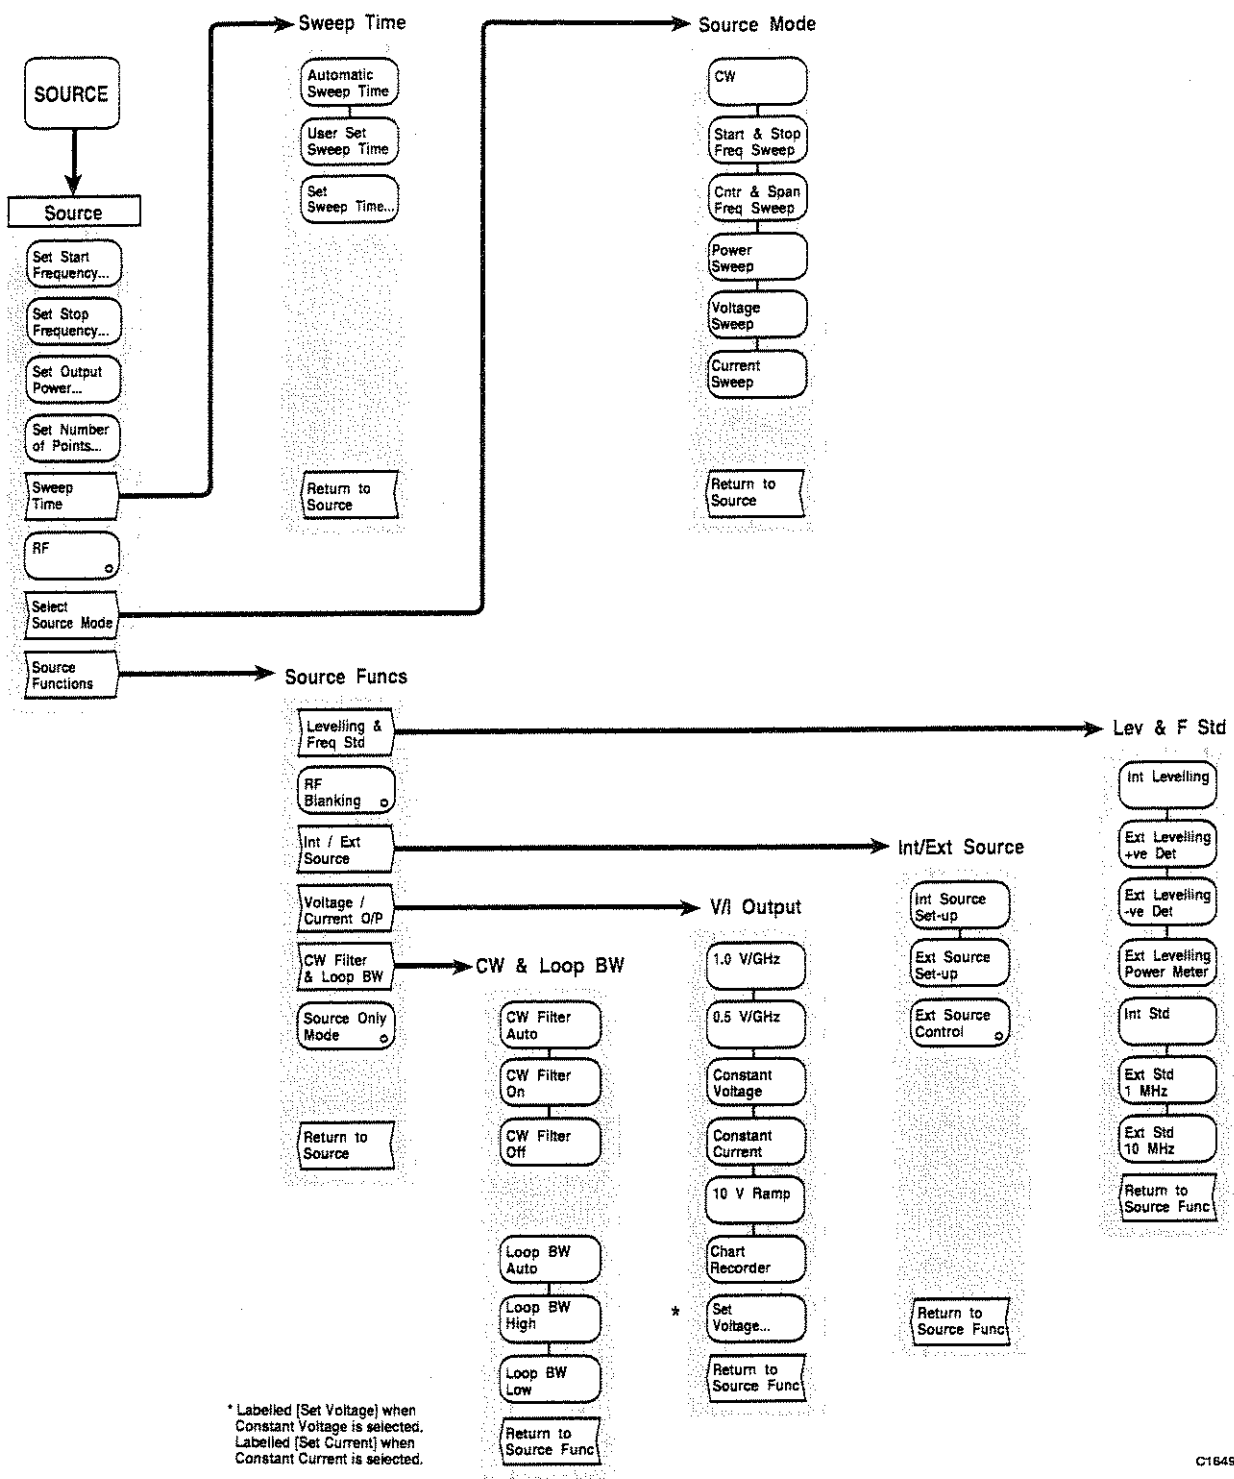 SOURCE
Source
Set Start
Frequency...
Set Stop
Frequency...
Set Output
Power...
Set Number
of Points...
Sweep
Time
RF
Select
Source Mode
Source
Functions
Sweep Time
Automatic
Sweep Time
User Set
Sweep Time
Set
Sweep Time...
Return to
Source
Source Mode
CW
Start & Stop
Freq Sweep
Cntr & Span
Freq Sweep
Power
Sweep
Voltage
Sweep
Current
Sweep
Return to
Source
Source Funcs
Levelling &
Freq Std
RF
Blanking
Int / Ext
Source
Voltage /
Current O/P
CW Filter
& Loop BW
Source Only
Mode
Return to
Source
CW & Loop BW
CW Filter
Auto
CW Filter
On
CW Filter
Off
Loop BW
Auto
Loop BW
High
Loop BW
Low
Return to
Source Func
V/I Output
1.0 V/GHz
0.5 V/GHz
Constant
Voltage
Constant
Current
10 V Ramp
Chart
Recorder
*
Set
Voltage...
Return to
Source Func
Int/Ext Source
Int Source
Set-up
Ext Source
Set-up
Ext Source
Control
Return to
Source Func
Lev & F Std
Int Levelling
Ext Levelling
+ve Det
Ext Levelling
-ve Det
Ext Levelling
Power Meter
Int Std
Ext Std
1 MHz
Ext Std
10 MHz
Return to
Source Func
* Labelled [Set Voltage] when
Constant Voltage is selected.
Labelled [Set Current] when
Constant Current is selected.
C1649